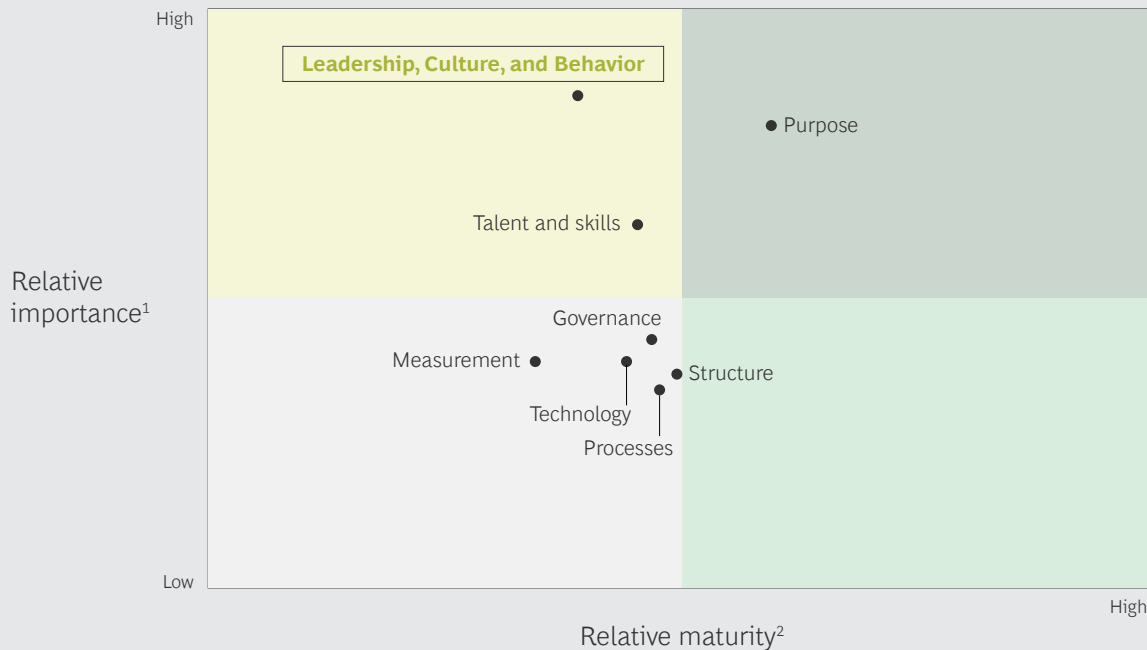 High
Leadership, Culture, and Behavior
Purpose
Talent and skills
Relative
importance¹
Governance
Measurement
Structure
Technology
Processes
Low
High
Relative maturity²